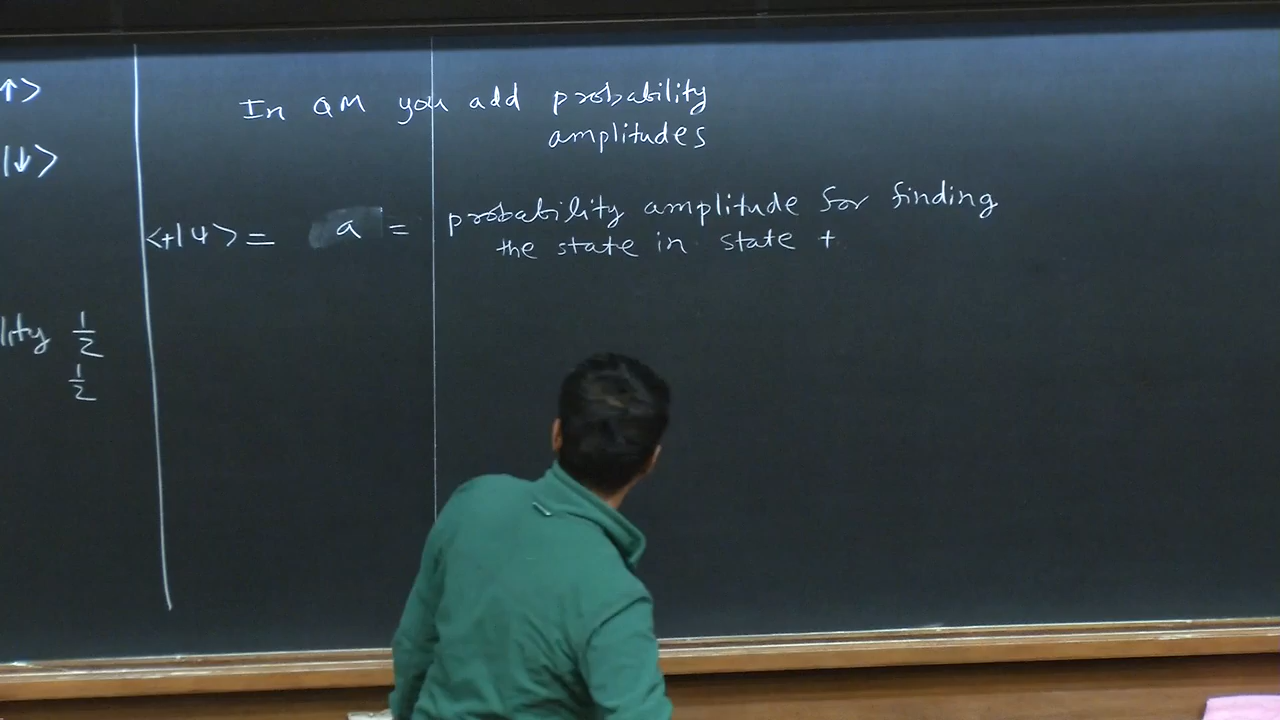 ↑>
|↓>
lity 1/2
1/2
In QM you add probability
amplitudes
<+|ψ> = a = probability amplitude for finding
the state in state +